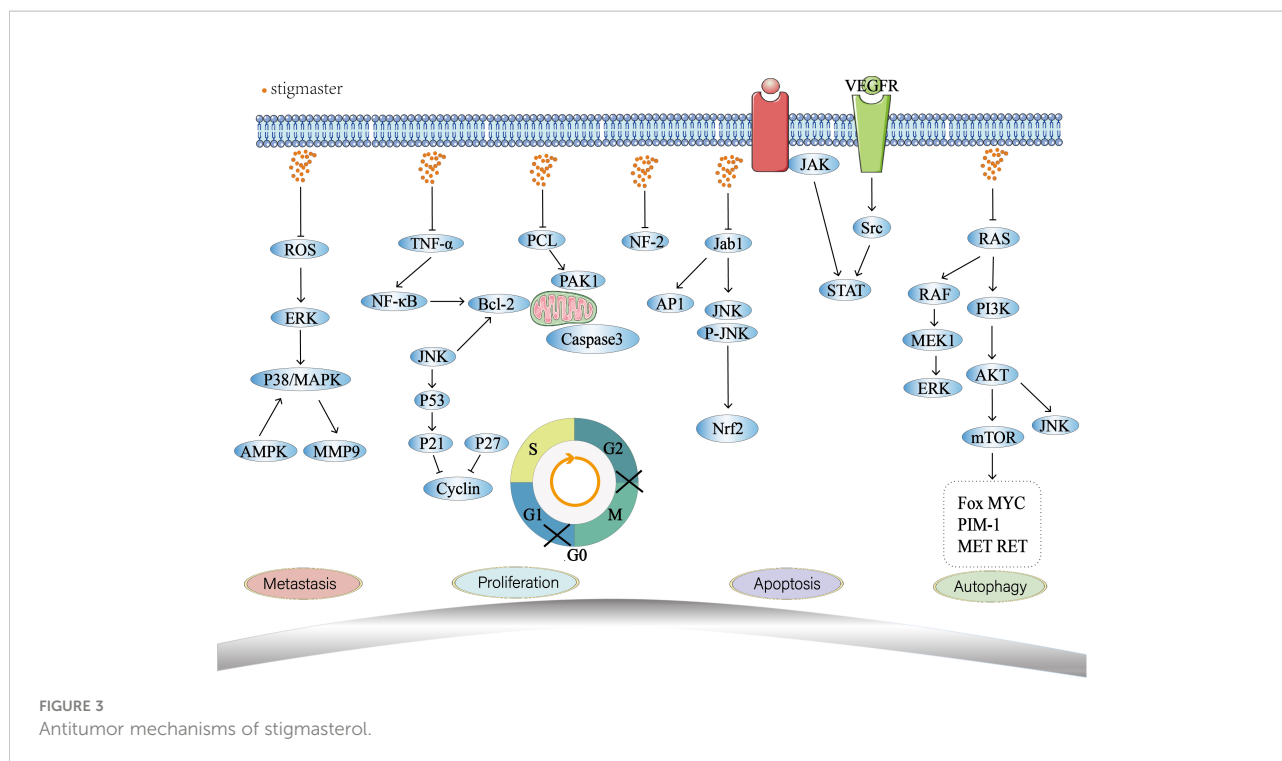 stigmaster
VEGFR
JAK
ROS
TNF-α
PCL
NF-2
Jab1
Src
RAS
PAK1
NF-κB
Bcl-2
AP1
JNK
STAT
RAF
PI3K
ERK
P-JNK
Caspase3
MEK1
JNK
P38/MAPK
AKT
ERK
P53
Nrf2
JNK
P21
P27
mTOR
AMPK
MMP9
S
G2
Cyclin
G1
M
G0
Fox MYC
PIM-1
MET RET
Metastasis
Proliferation
Apoptosis
Autophagy
FIGURE 3
Antitumor mechanisms of stigmasterol.